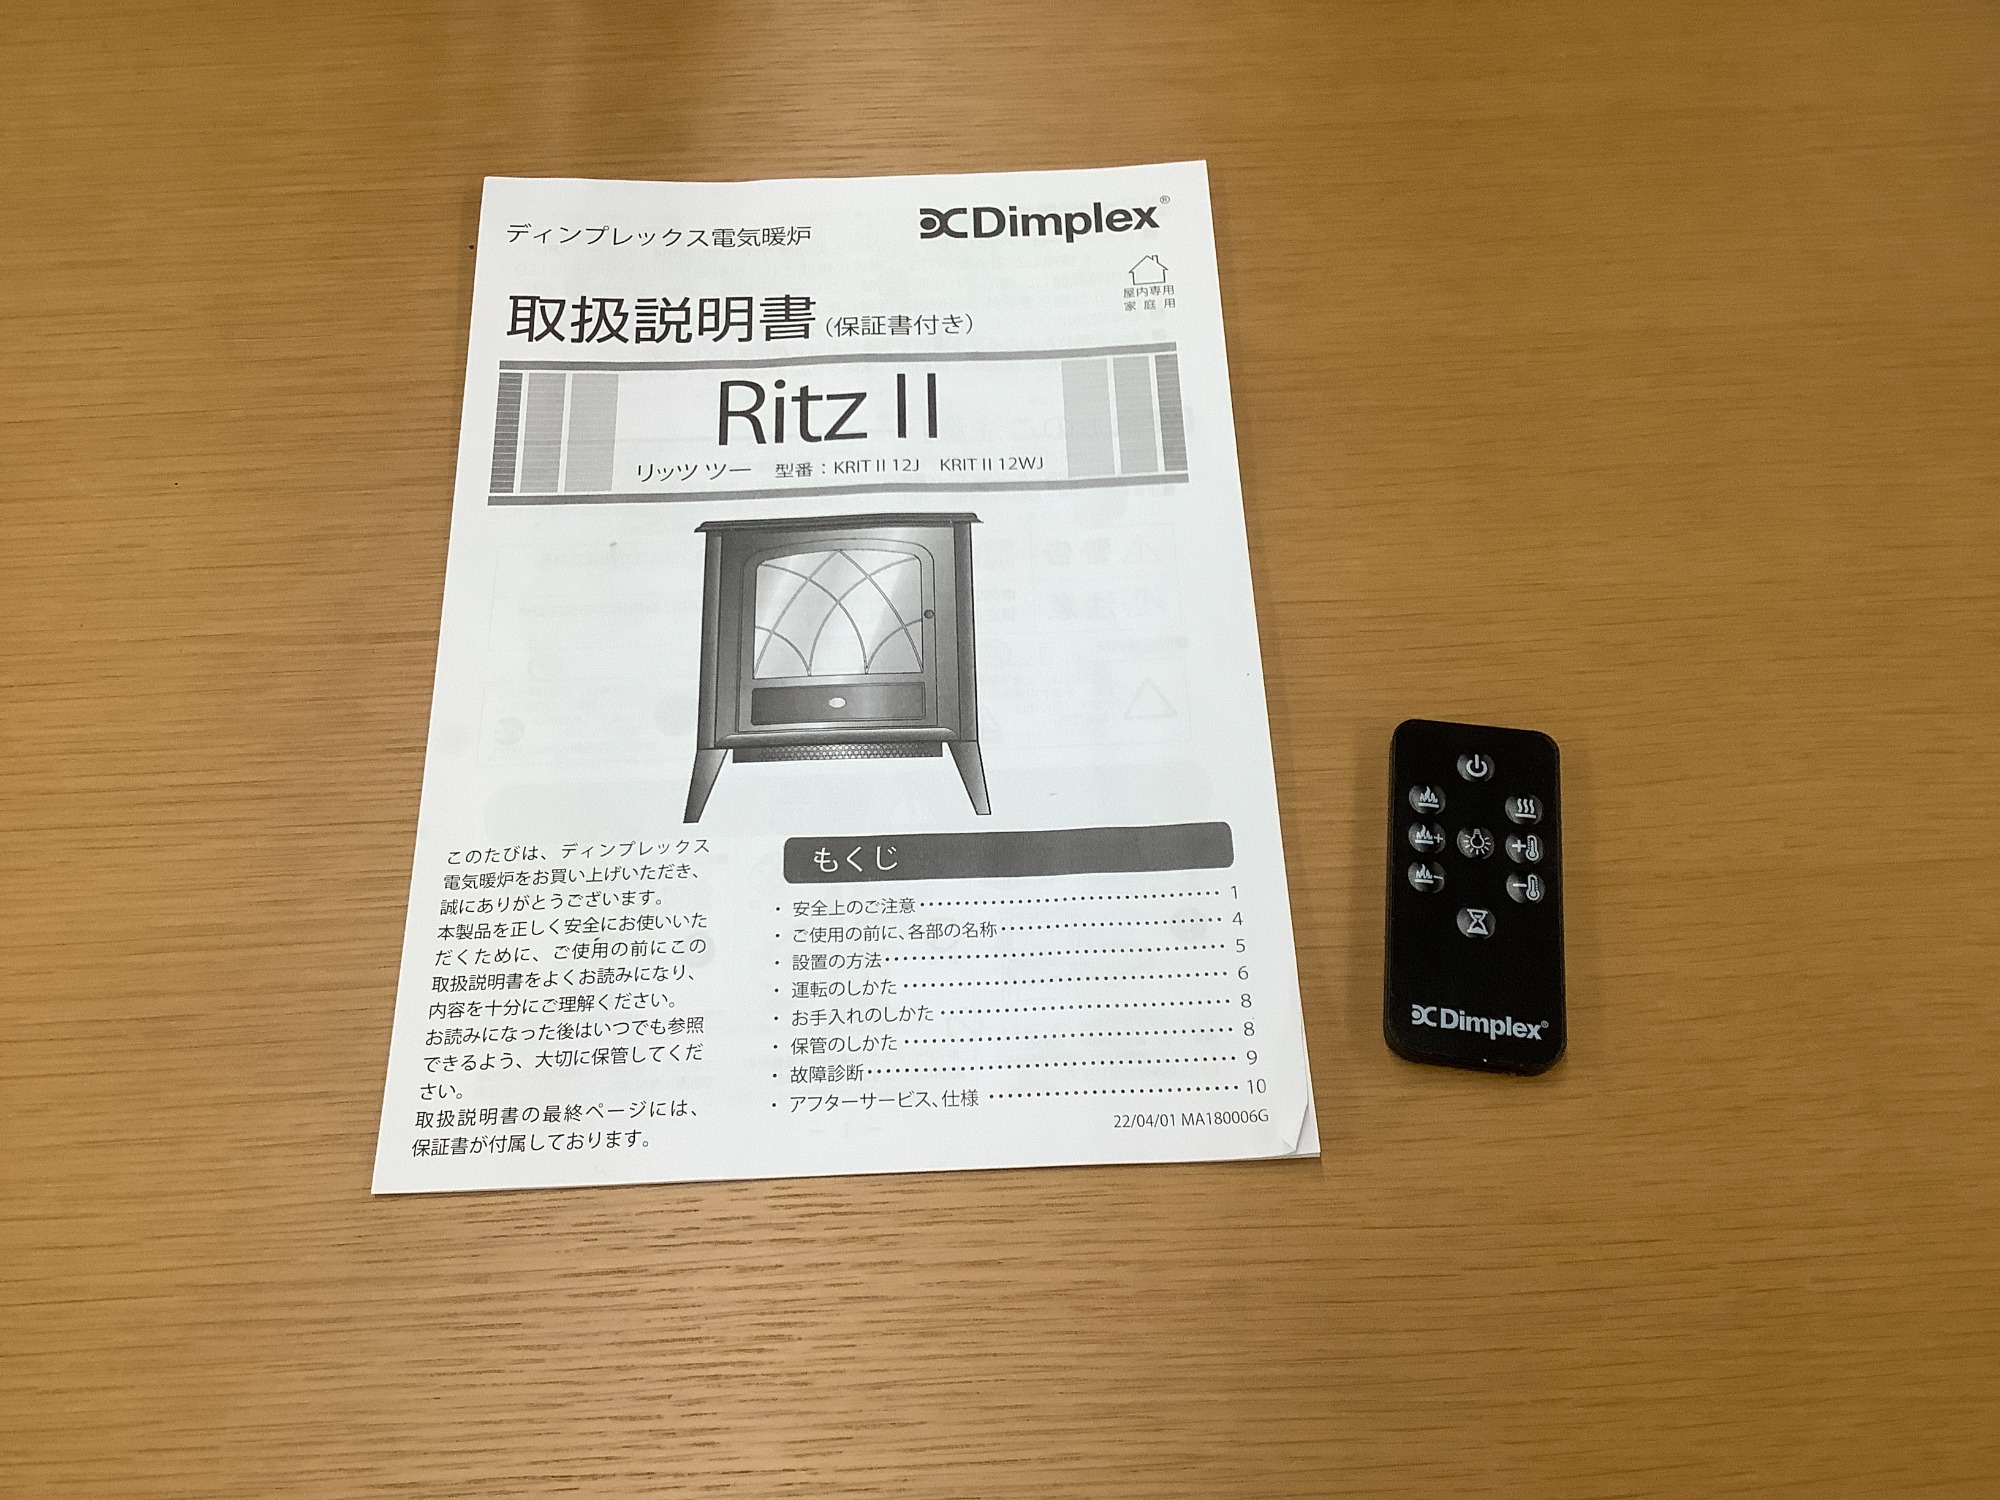 ディンプレックス電気暖炉
Dimplex®
屋内専用
家庭用
取扱説明書(保証書付き)
Ritz II
リッツ ツー 型番:KRIT II 12J KRIT II 12WJ
このたびは、ディンプレックス
電気暖炉をお買い上げいただき、
誠にありがとうございます。
本製品を正しく安全にお使いいた
だくために、ご使用の前にこの
取扱説明書をよくお読みになり、
内容を十分にご理解ください。
お読みになった後はいつでも参照
できるよう、大切に保管してくだ
さい。
取扱説明書の最終ページには、
保証書が付属しております。
もくじ
・安全上のご注意 1
・ご使用の前に、各部の名称 4
・設置の方法 5
・運転のしかた 6
・お手入れのしかた 8
・保管のしかた 8
・故障診断 9
・アフターサービス、仕様 10
22/04/01 MA180006G
Dimplex®